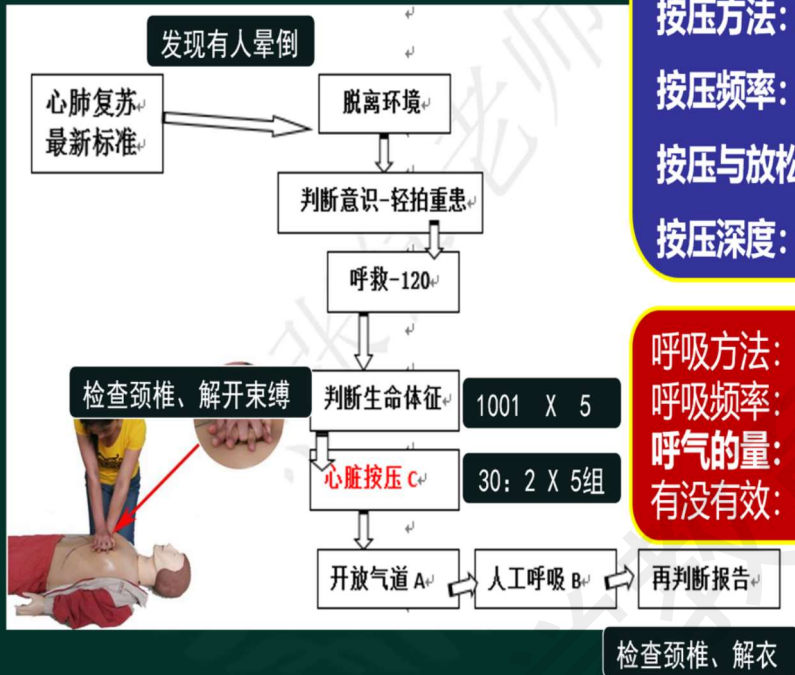 发现有人晕倒
心肺复苏
最新标准
脱离环境
判断意识-轻拍重患
呼救-120
检查颈椎、解开束缚
判断生命体征
1001 X 5
心脏按压 C
30：2 X 5组
开放气道 A
人工呼吸 B
再判断报告
检查颈椎、解衣
按压方法：
按压频率：
按压与放松
按压深度：
呼吸方法：
呼吸频率：
呼气的量：
有没有效：